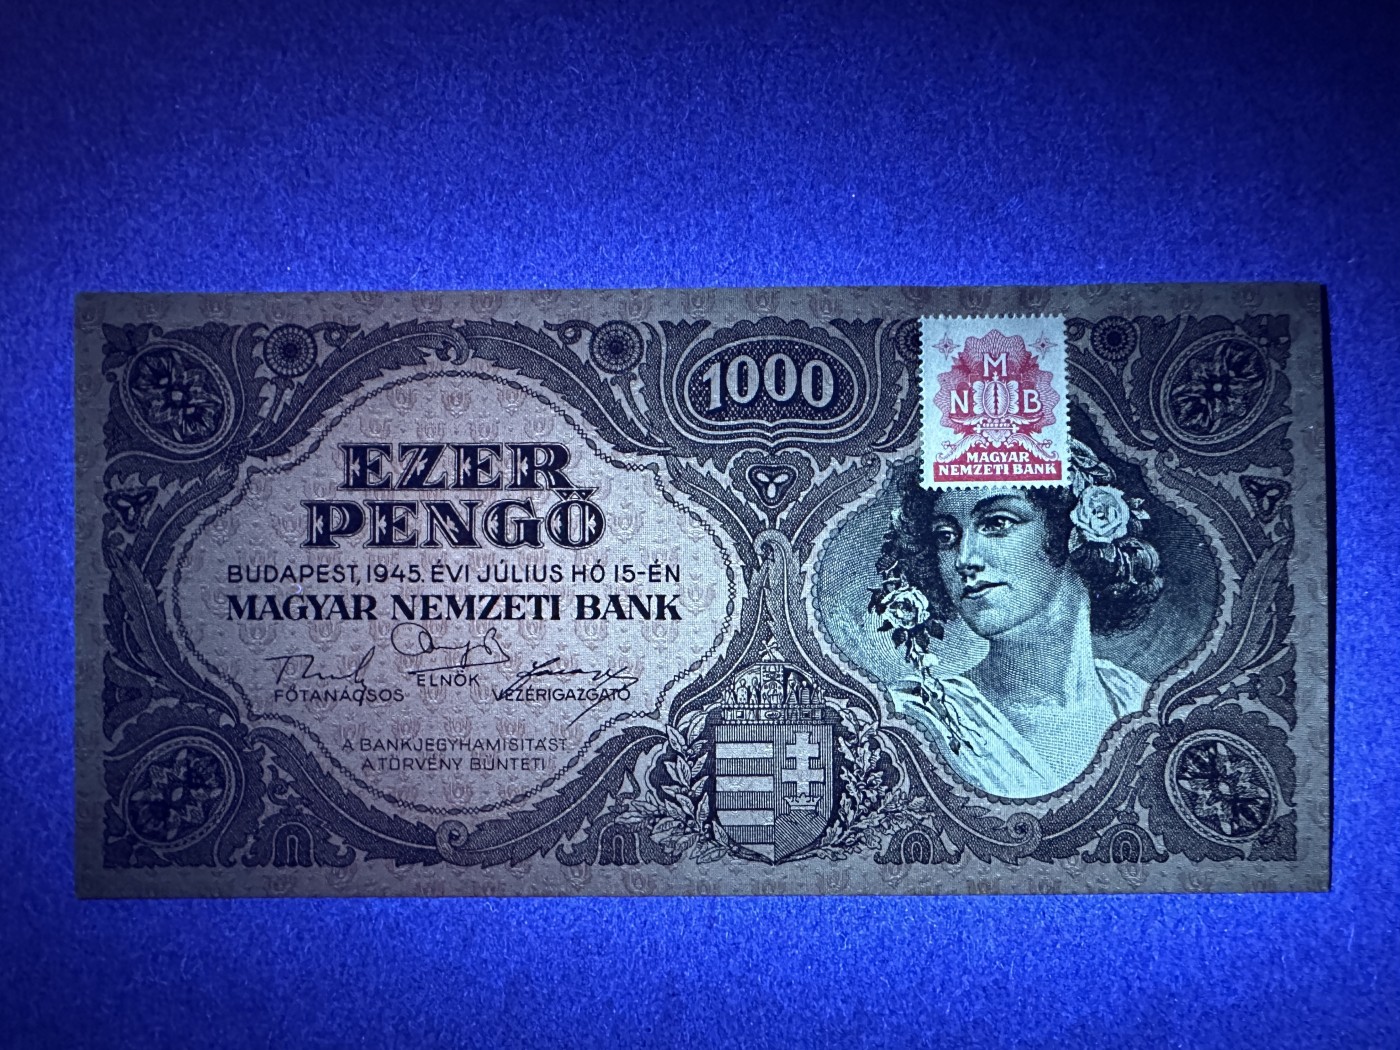 1000
M
N B
MAGYAR
NEMZETI BANK
EZER
PENGŐ
BUDAPEST, 1945. ÉVI JÚLIUS HÓ 15-ÉN
MAGYAR NEMZETI BANK
ELNÖK
FŐTANÁCSOS VEZÉRIGAZGATÓ
A BANKJEGYHAMISITÁST
A TÖRVÉNY BÜNTETI